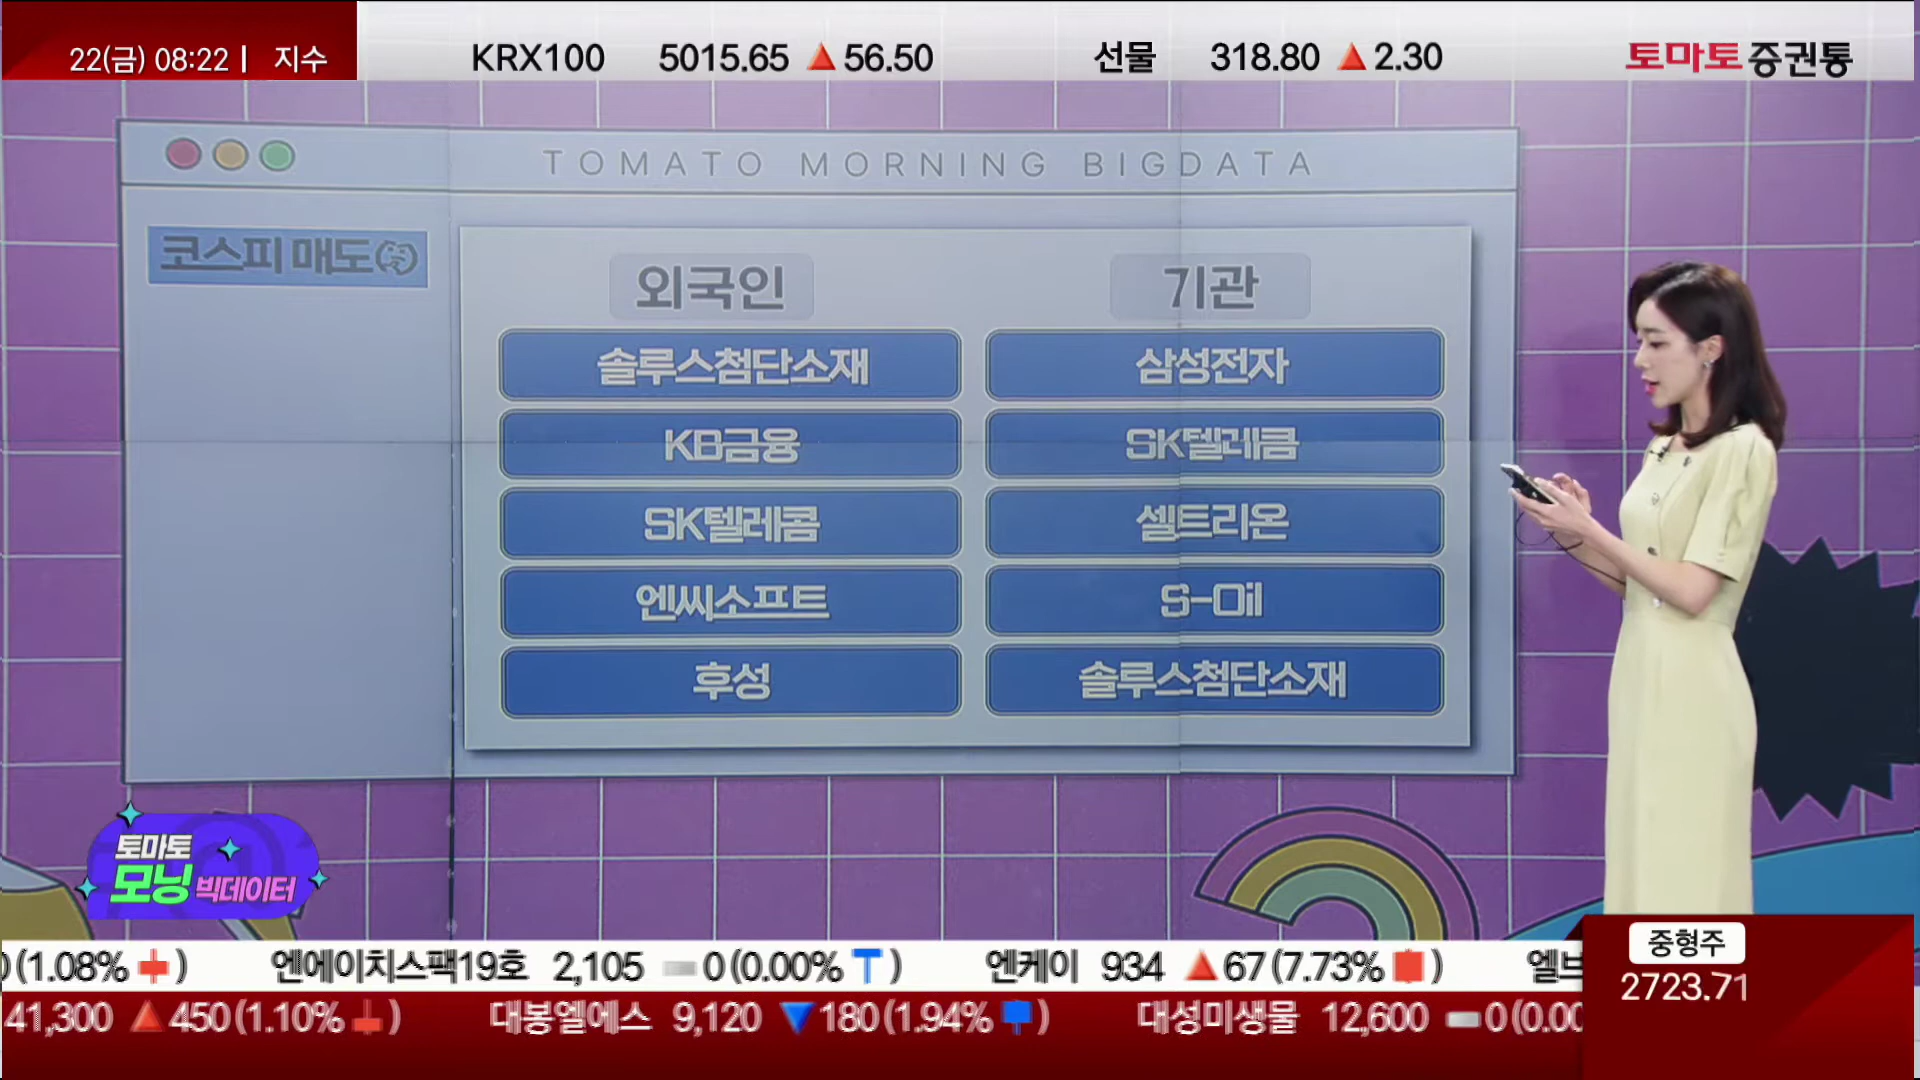 22(금) 08:22 | 지수 KRX100 5015.65 ▲ 56.50 선물 318.80 ▲ 2.30 토마토증권통
TOMATO MORNING BIGDATA
코스피 매도
외국인 기관
솔루스첨단소재 삼성전자
KB금융 SK텔레콤
SK텔레콤 셀트리온
엔씨소프트 S-Oil
후성 솔루스첨단소재
토마토
모닝 빅데이터
(1.08% ) 엔에이치스팩19호 2,105 0(0.00% ) 엔케이 934 ▲ 67(7.73% ) 엘브
41,300 ▲ 450(1.10% ) 대봉엘에스 9,120 ▼ 180(1.94% ) 대성미생물 12,600 0(0.00
중형주
2723.71